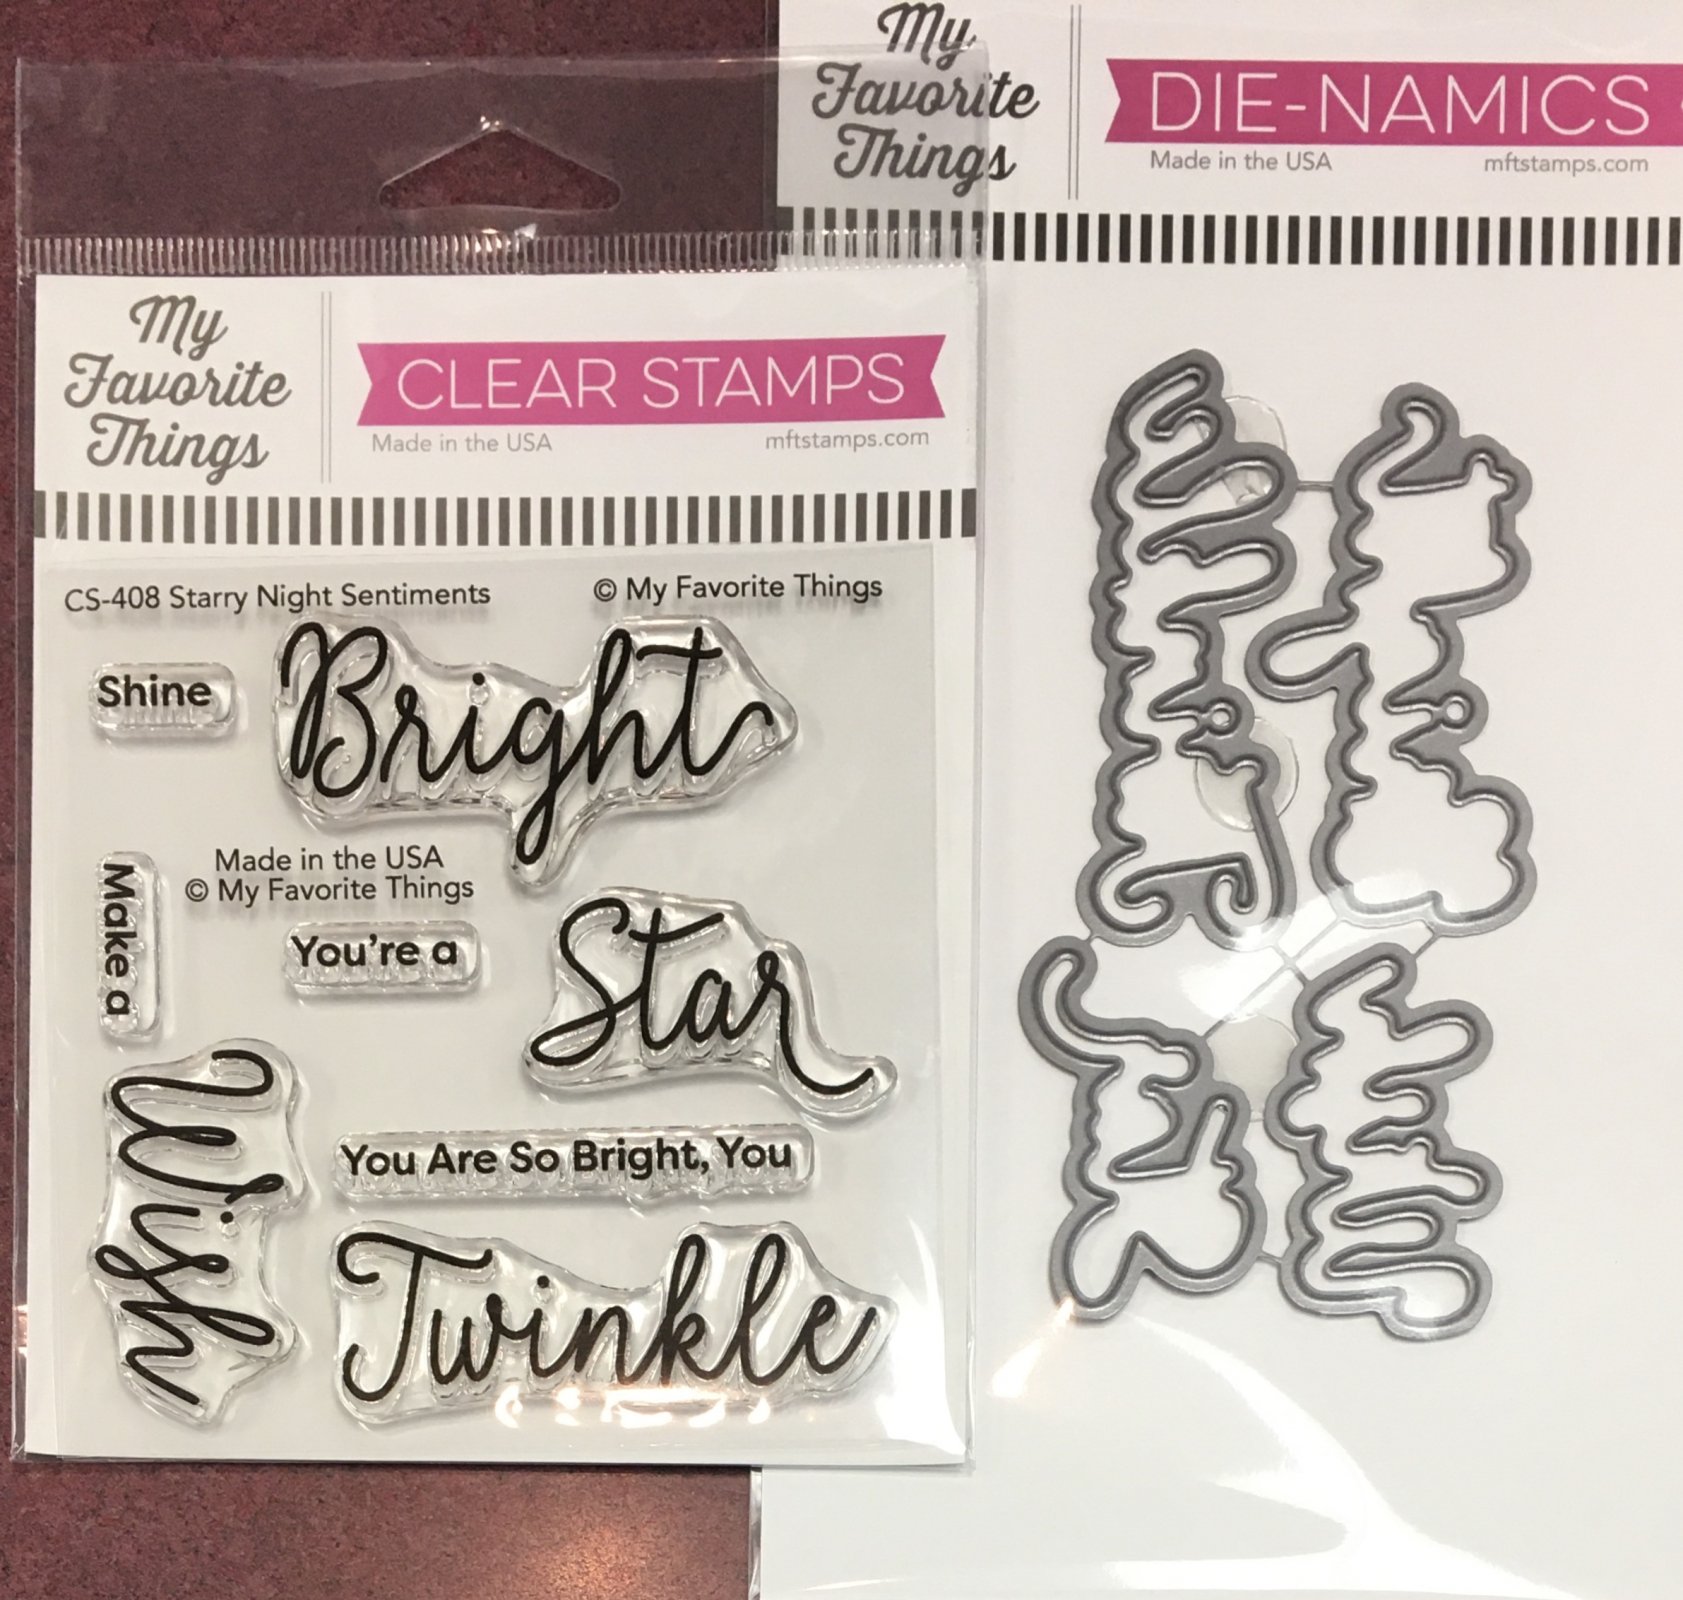 My
Favorite
Things
DIE-NAMICS
Made in the USA
mftstamps.com
My
Favorite
Things
CLEAR STAMPS
Made in the USA
mftstamps.com
CS-408 Starry Night Sentiments
© My Favorite Things
Shine
Bright
Made in the USA
© My Favorite Things
Make a
You're a
Star
Wish
You Are So Bright, You
Twinkle